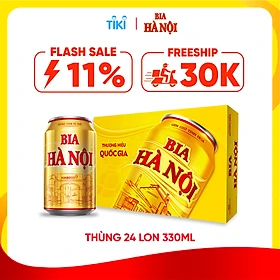 TIKI
BIA
HÀ NỘI
FLASH SALE
11%
FREESHIP
30K
BIA
HÀ NỘI
THƯƠNG HIỆU
QUỐC GIA
BIA
HÀ NỘI
THÙNG 24 LON 330ML